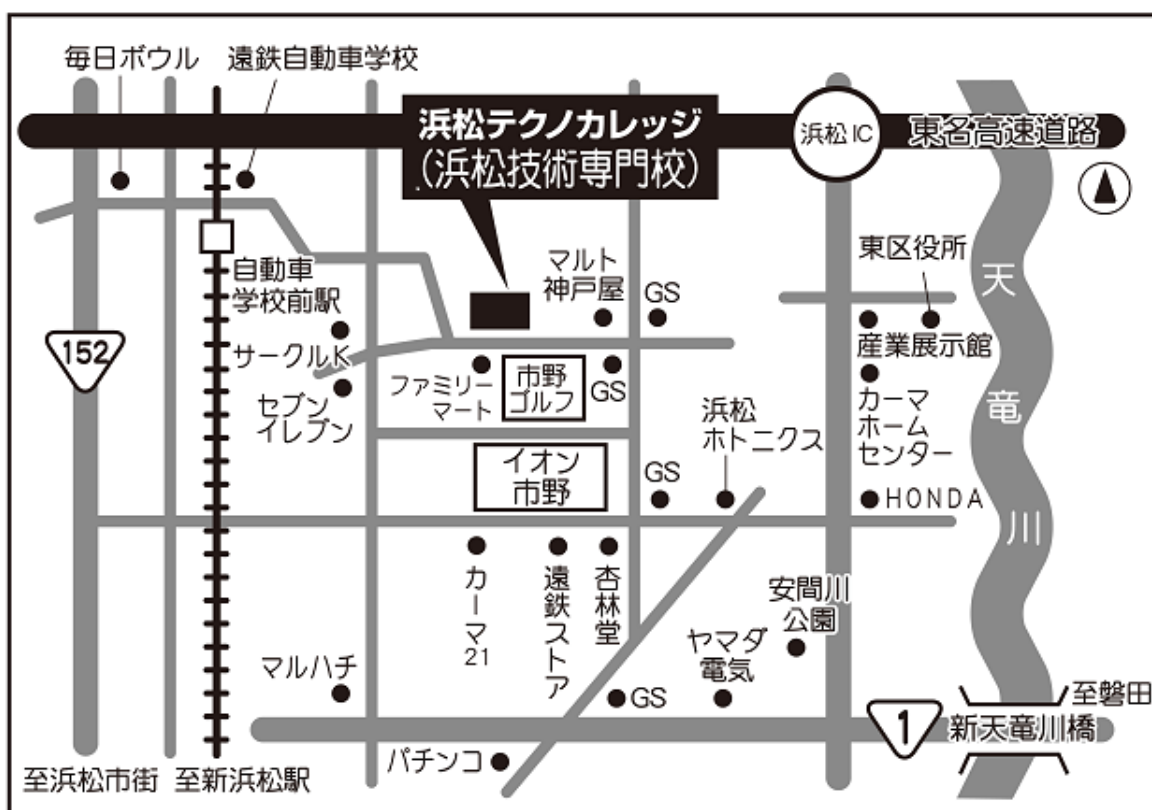 毎日ボウル
遠鉄自動車学校
浜松テクノカレッジ
(浜松技術専門校)
浜松IC
東名高速道路
自動車
学校前駅
マルト
神戸屋
GS
東区役所
産業展示館
152
サークルK
セブン
イレブン
ファミリー
マート
市野
ゴルフ
GS
浜松
ホトニクス
カーマ
ホーム
センター
天竜川
イオン
市野
GS
HONDA
カーマ21
遠鉄ストア
杏林堂
安間川
公園
ヤマダ
電気
マルハチ
GS
至磐田
1
新天竜川橋
パチンコ
至浜松市街
至新浜松駅